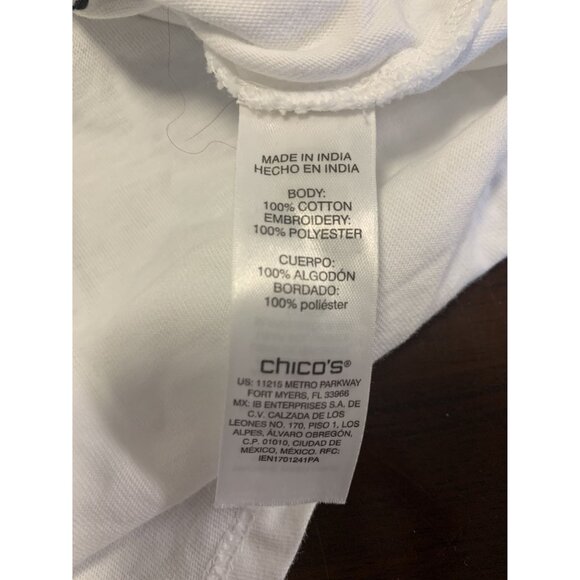 MADE IN INDIA
HECHO EN INDIA
BODY:
100% COTTON
EMBROIDERY:
100% POLYESTER
CUERPO:
100% ALGODÓN
BORDADO:
100% poliéster
chico's®
US: 11215 METRO PARKWAY
FORT MYERS, FL 33966
MX: IB ENTERPRISES S.A. DE
C.V. CALZADA DE LOS
LEONES NO. 170, PISO 1, LOS
ALPES, ÁLVARO OBREGÓN,
C.P. 01010, CIUDAD DE
MÉXICO, MÉXICO. RFC:
IEN1701241PA